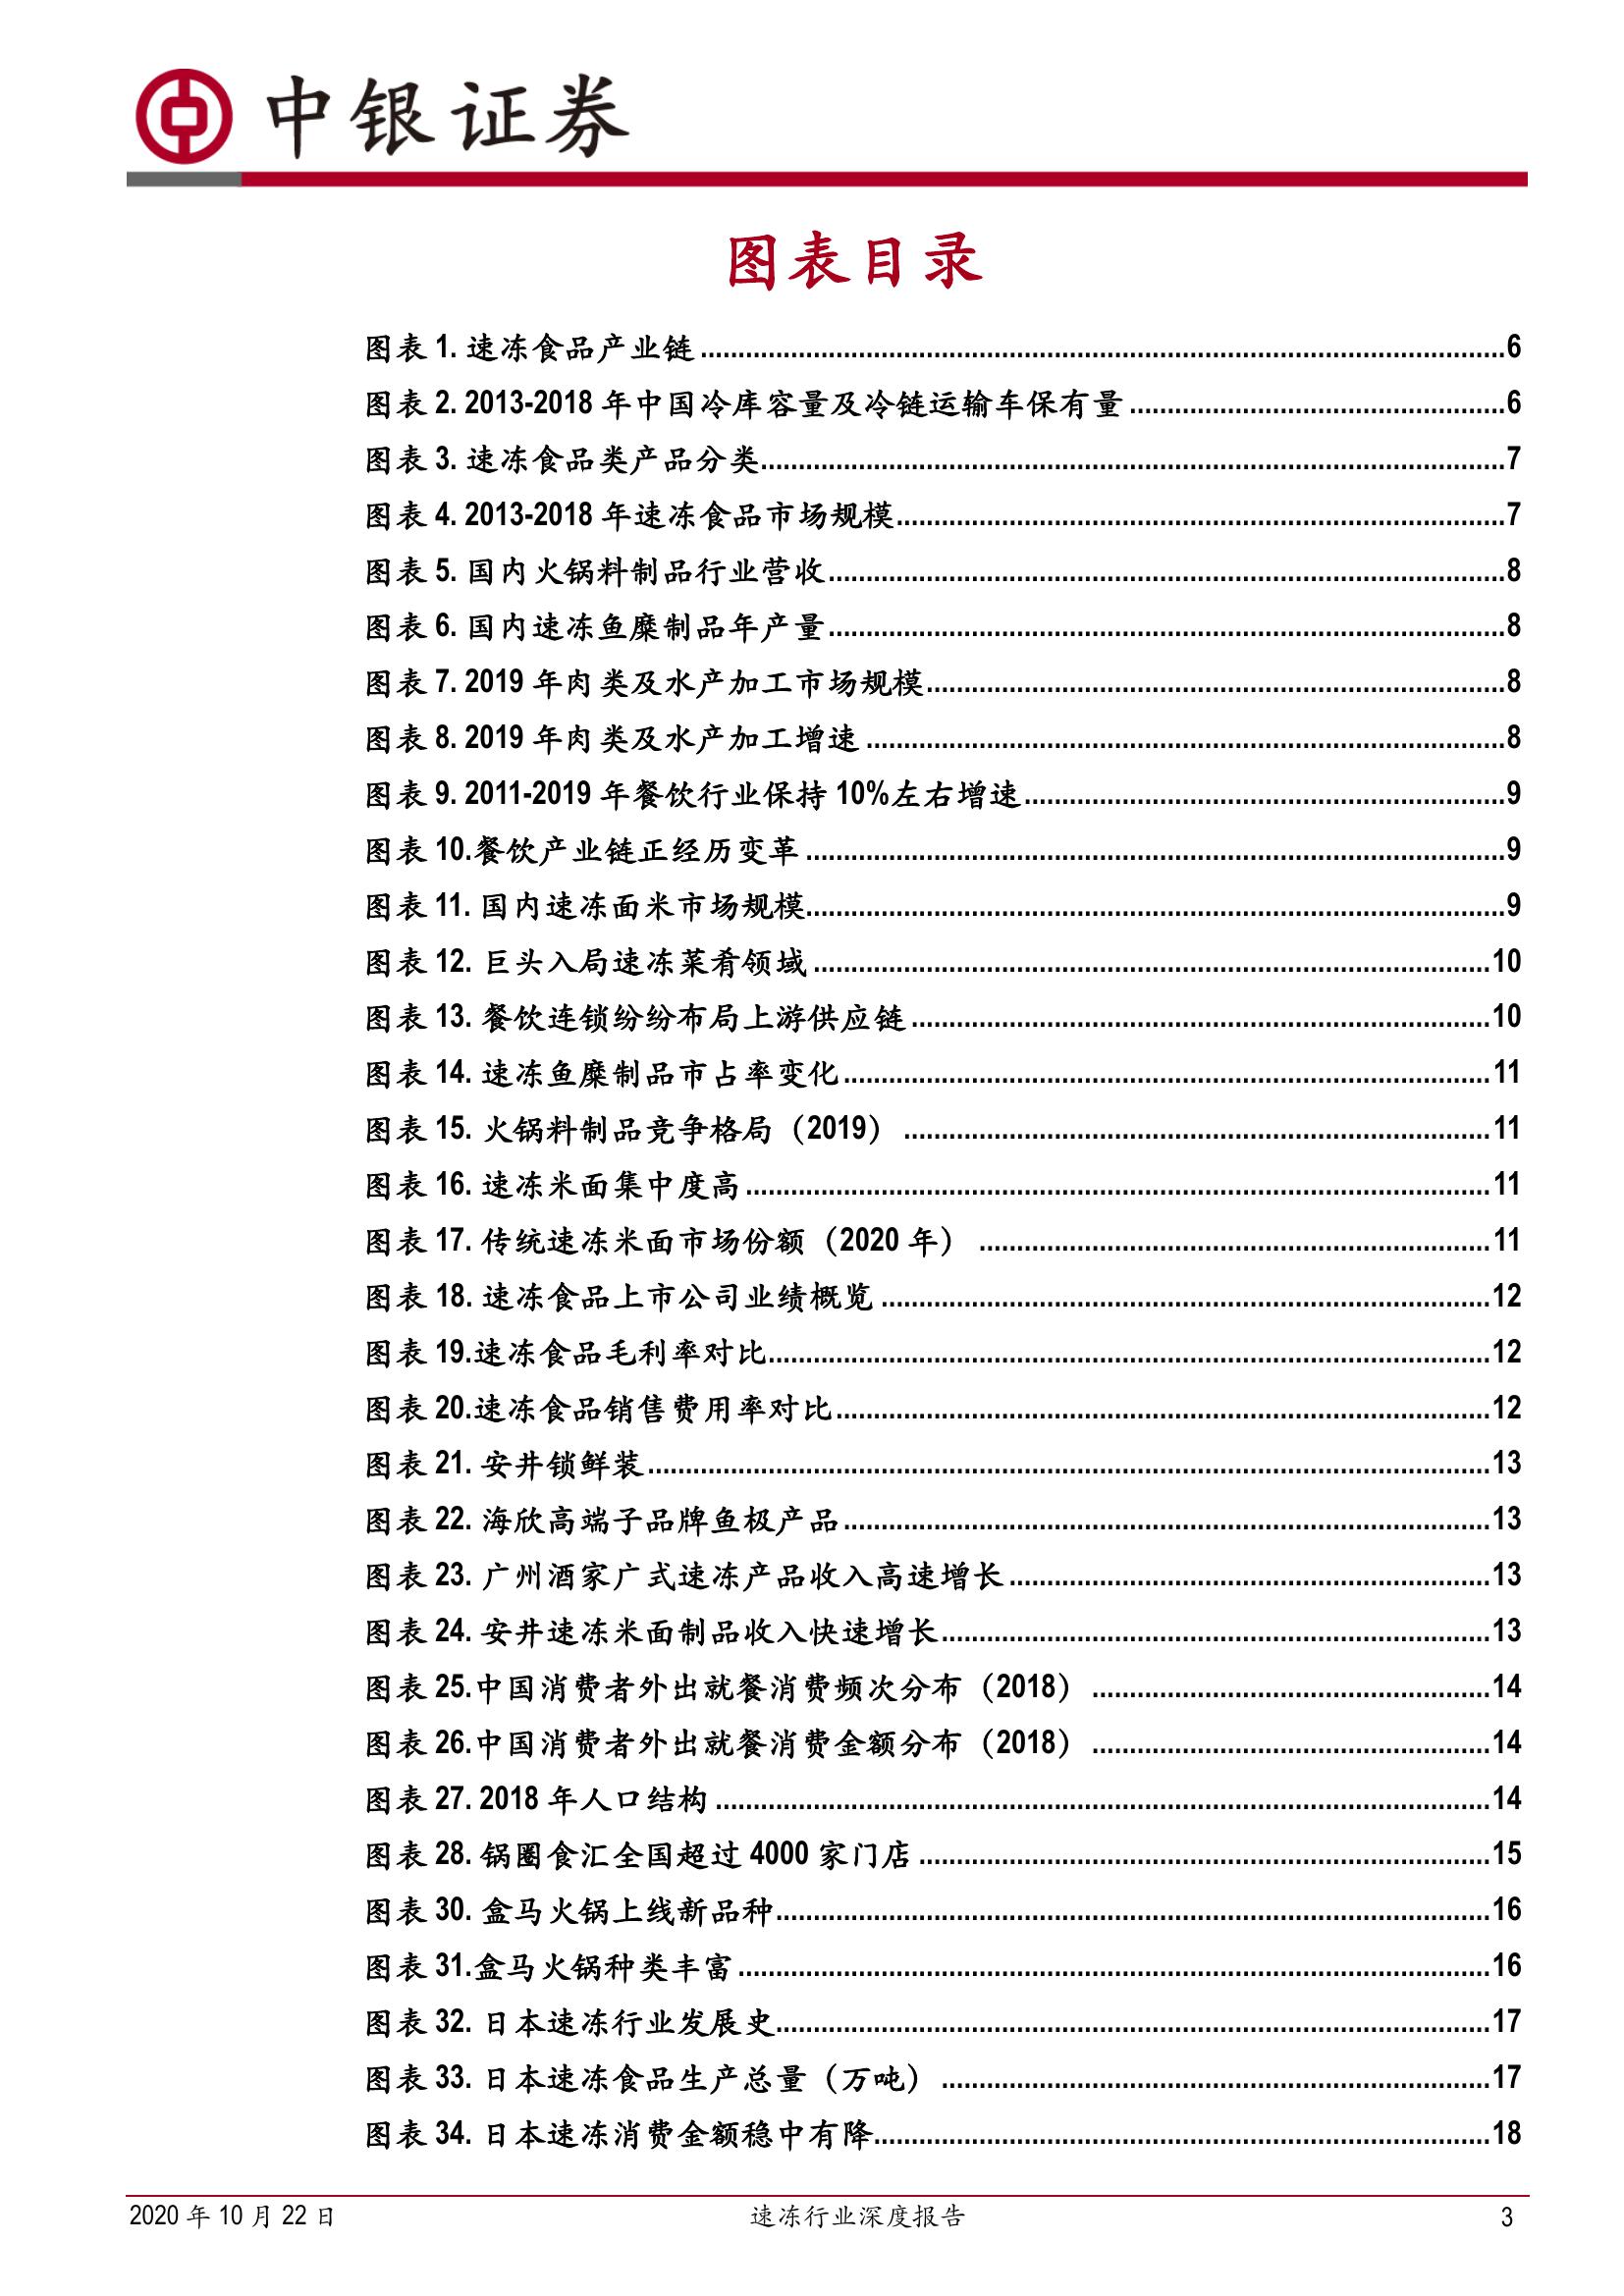 中银证券
图表目录
图表 1. 速冻食品产业链 ........ 6
图表 2. 2013-2018 年中国冷库容量及冷链运输车保有量 ........ 6
图表 3. 速冻食品类产品分类 ........ 7
图表 4. 2013-2018 年速冻食品市场规模 ........ 7
图表 5. 国内火锅料制品行业营收 ........ 8
图表 6. 国内速冻鱼糜制品年产量 ........ 8
图表 7. 2019 年肉类及水产加工市场规模 ........ 8
图表 8. 2019 年肉类及水产加工增速 ........ 8
图表 9. 2011-2019 年餐饮行业保持 10%左右增速 ........ 9
图表 10.餐饮产业链正经历变革 ........ 9
图表 11. 国内速冻面米市场规模 ........ 9
图表 12. 巨头入局速冻菜肴领域 ........ 10
图表 13. 餐饮连锁纷纷布局上游供应链 ........ 10
图表 14. 速冻鱼糜制品市占率变化 ........ 11
图表 15. 火锅料制品竞争格局（2019） ........ 11
图表 16. 速冻米面集中度高 ........ 11
图表 17. 传统速冻米面市场份额（2020 年） ........ 11
图表 18. 速冻食品上市公司业绩概览 ........ 12
图表 19.速冻食品毛利率对比 ........ 12
图表 20.速冻食品销售费用率对比 ........ 12
图表 21. 安井锁鲜装 ........ 13
图表 22. 海欣高端子品牌鱼极产品 ........ 13
图表 23. 广州酒家广式速冻产品收入高速增长 ........ 13
图表 24. 安井速冻米面制品收入快速增长 ........ 13
图表 25.中国消费者外出就餐消费频次分布（2018） ........ 14
图表 26.中国消费者外出就餐消费金额分布（2018） ........ 14
图表 27. 2018 年人口结构 ........ 14
图表 28. 锅圈食汇全国超过 4000 家门店 ........ 15
图表 30. 盒马火锅上线新品种 ........ 16
图表 31.盒马火锅种类丰富 ........ 16
图表 32. 日本速冻行业发展史 ........ 17
图表 33. 日本速冻食品生产总量（万吨） ........ 17
图表 34. 日本速冻消费金额稳中有降 ........ 18
2020 年 10 月 22 日 速冻行业深度报告 3